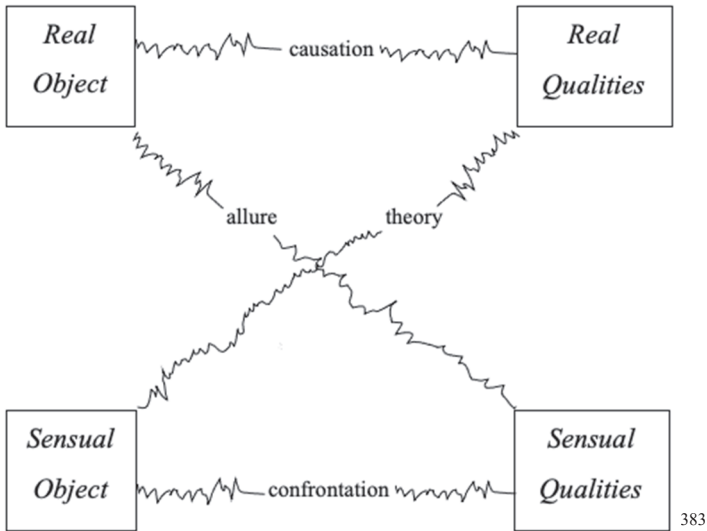 Real
Object
causation
Real
Qualities
allure
theory
Sensual
Object
confrontation
Sensual
Qualities
383